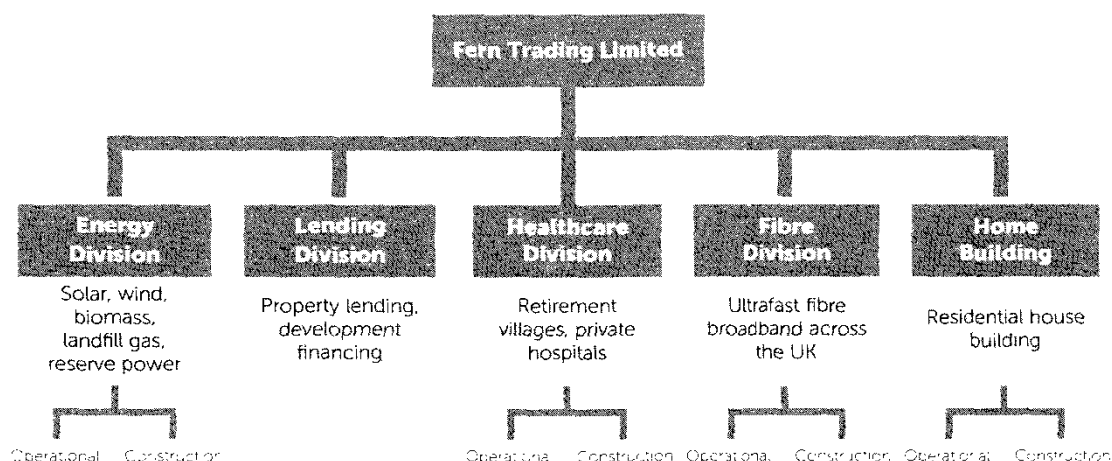 Fern Trading Limited
Energy
Division
Lending
Division
Healthcare
Division
Fibre
Division
Home
Building
Solar, wind,
biomass,
landfill gas,
reserve power
Property lending,
development
financing
Retirement
villages, private
hospitals
Ultrafast fibre
broadband across
the UK
Residential house
building
Operational Construction Operational Construction Operational Construction Operational Construction